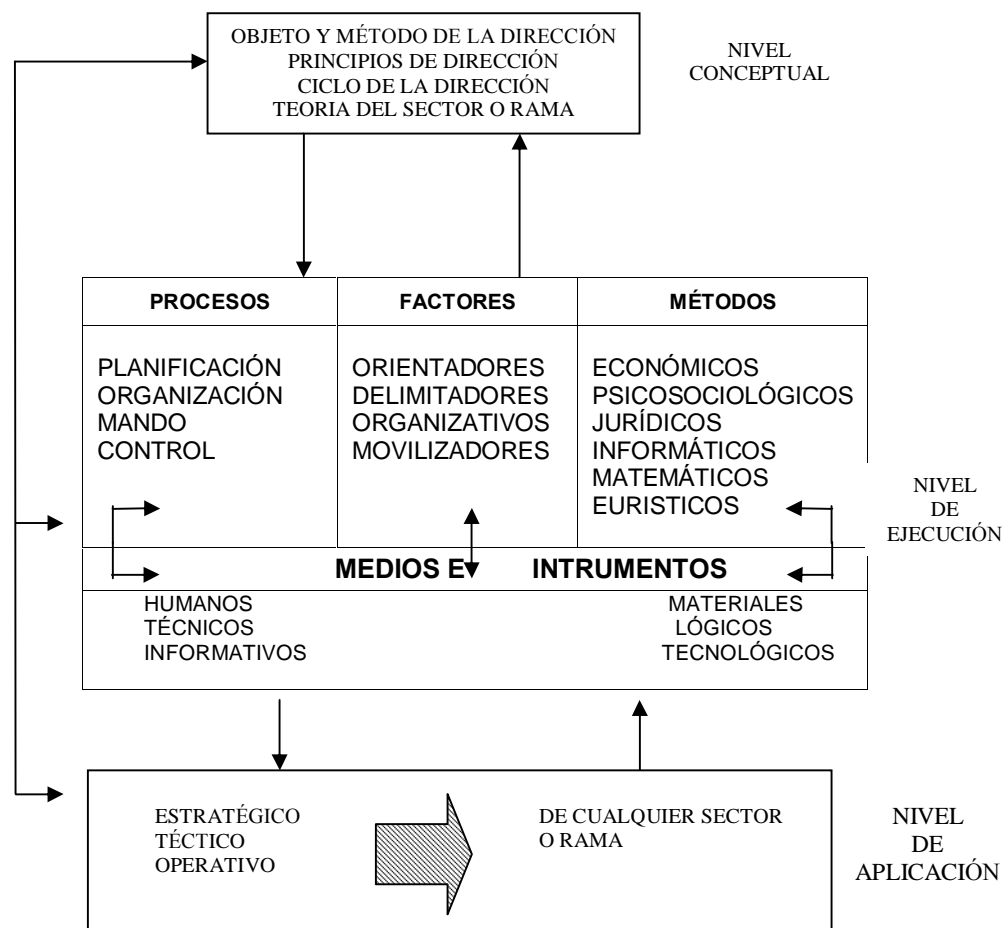 OBJETO Y MÉTODO DE LA DIRECCIÓN
PRINCIPIOS DE DIRECCIÓN
CICLO DE LA DIRECCIÓN
TEORIA DEL SECTOR O RAMA
NIVEL
CONCEPTUAL
PROCESOS
FACTORES
MÉTODOS
PLANIFICACIÓN
ORGANIZACIÓN
MANDO
CONTROL
ORIENTADORES
DELIMITADORES
ORGANIZATIVOS
MOVILIZADORES
ECONÓMICOS
PSICOSOCIOLÓGICOS
JURÍDICOS
INFORMÁTICOS
MATEMÁTICOS
EURISTICOS
NIVEL
DE
EJECUCIÓN
MEDIOS E INTRUMENTOS
HUMANOS
TÉCNICOS
INFORMATIVOS
MATERIALES
LÓGICOS
TECNOLÓGICOS
ESTRATÉGICO
TÉCTICO
OPERATIVO
DE CUALQUIER SECTOR
O RAMA
NIVEL
DE
APLICACIÓN